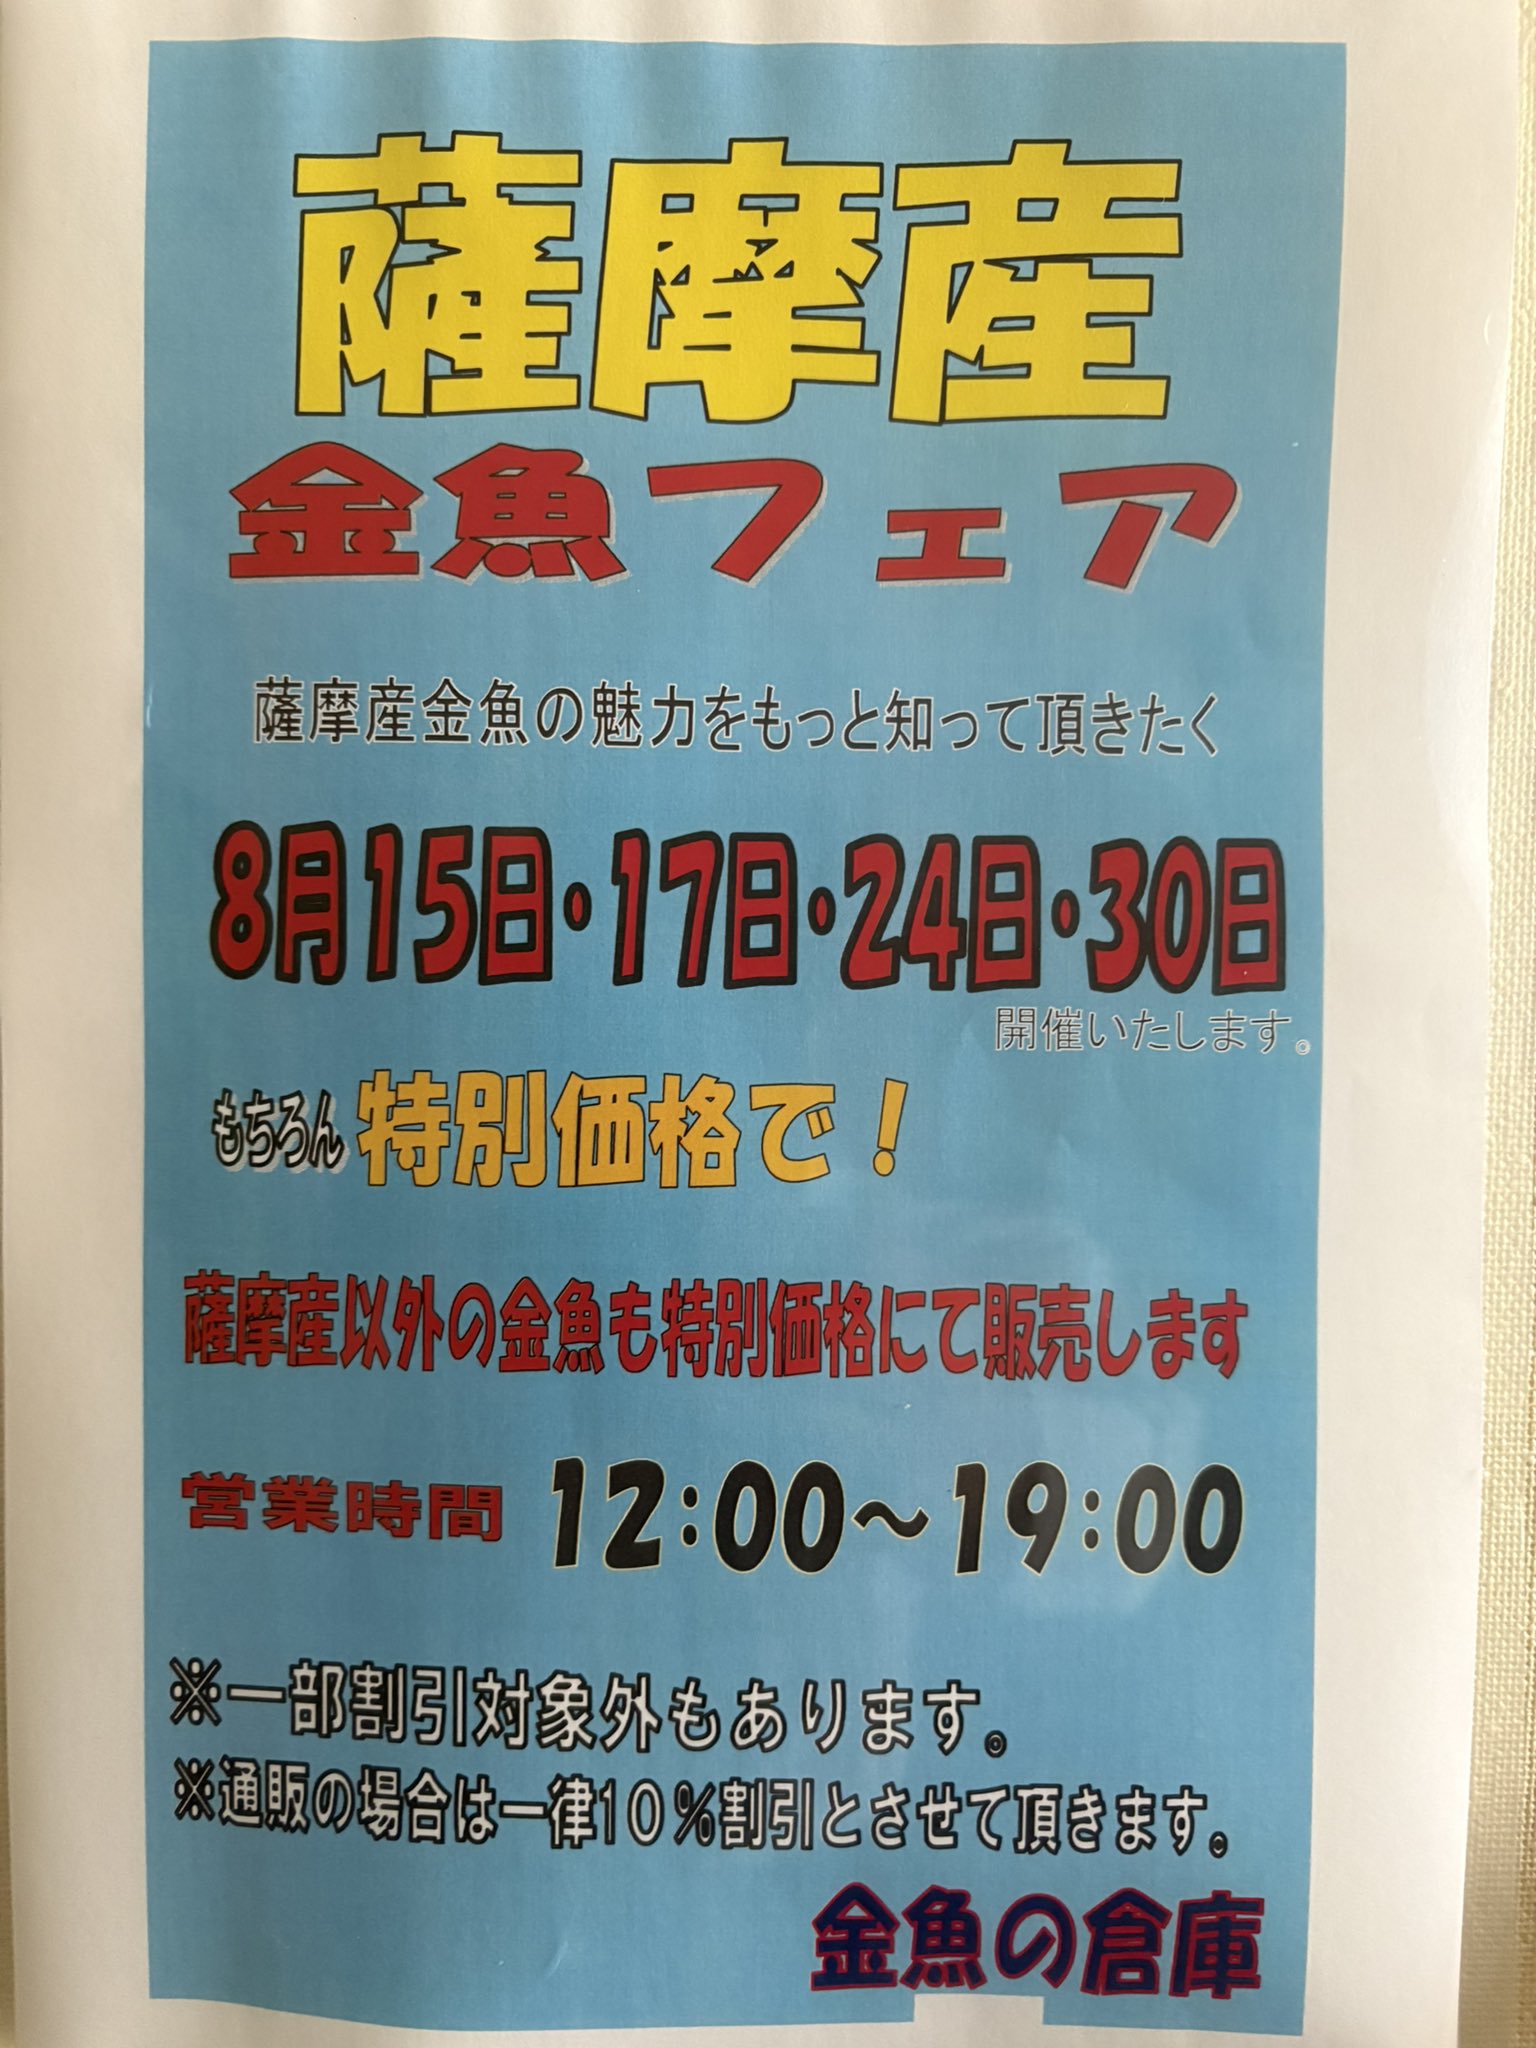 薩摩産
金魚フェア
薩摩産金魚の魅力をもっと知って頂きたく
8月15日・17日・24日・30日
開催いたします。
もちろん特別価格で！
薩摩産以外の金魚も特別価格にて販売します
営業時間 12:00～19:00
※一部割引対象外もあります。
※通販の場合は一律10％割引とさせて頂きます。
金魚の倉庫